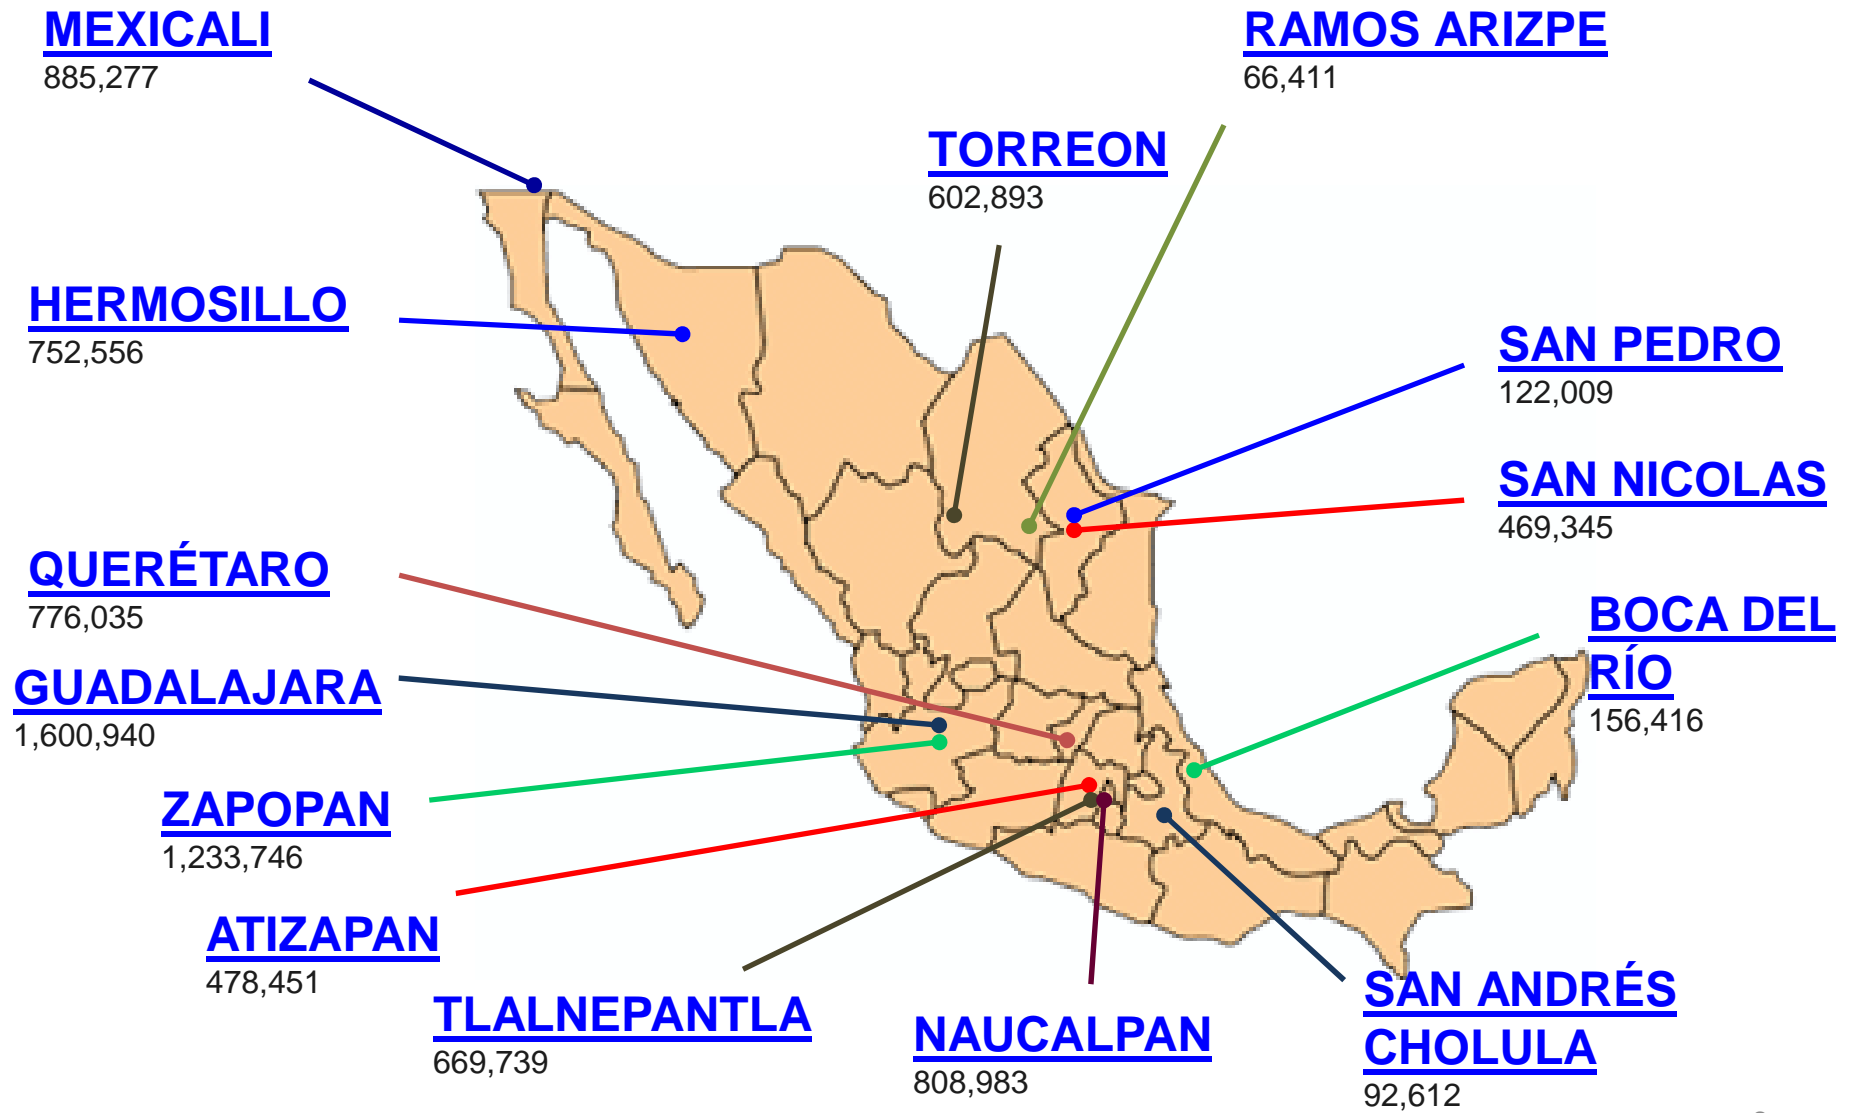 MEXICALI
885,277
RAMOS ARIZPE
66,411
TORREON
602,893
HERMOSILLO
752,556
SAN PEDRO
122,009
SAN NICOLAS
469,345
QUERÉTARO
776,035
BOCA DEL
RÍO
156,416
GUADALAJARA
1,600,940
ZAPOPAN
1,233,746
ATIZAPAN
478,451
TLALNEPANTLA
669,739
NAUCALPAN
808,983
SAN ANDRÉS
CHOLULA
92,612